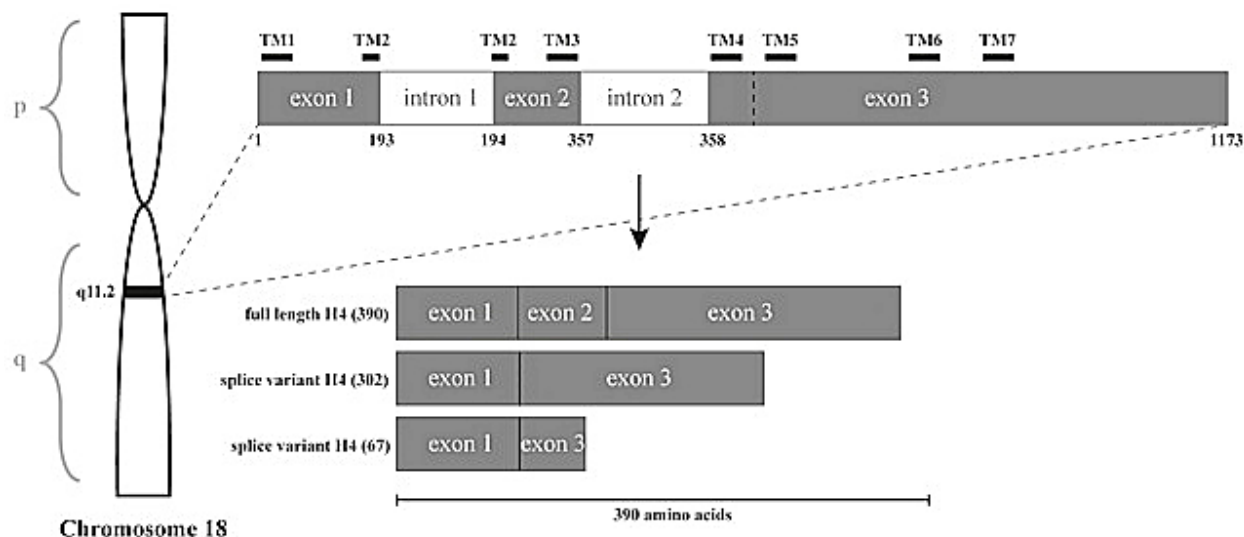 TM1 TM2 TM2 TM3 TM4 TM5 TM6 TM7
p
exon 1 intron 1 exon 2 intron 2 exon 3
1 193 194 357 358 1173
q11.2
q
full length H4 (390) exon 1 exon 2 exon 3
splice variant H4 (302) exon 1 exon 3
splice variant H4 (67) exon 1 exon 3
390 amino acids
Chromosome 18